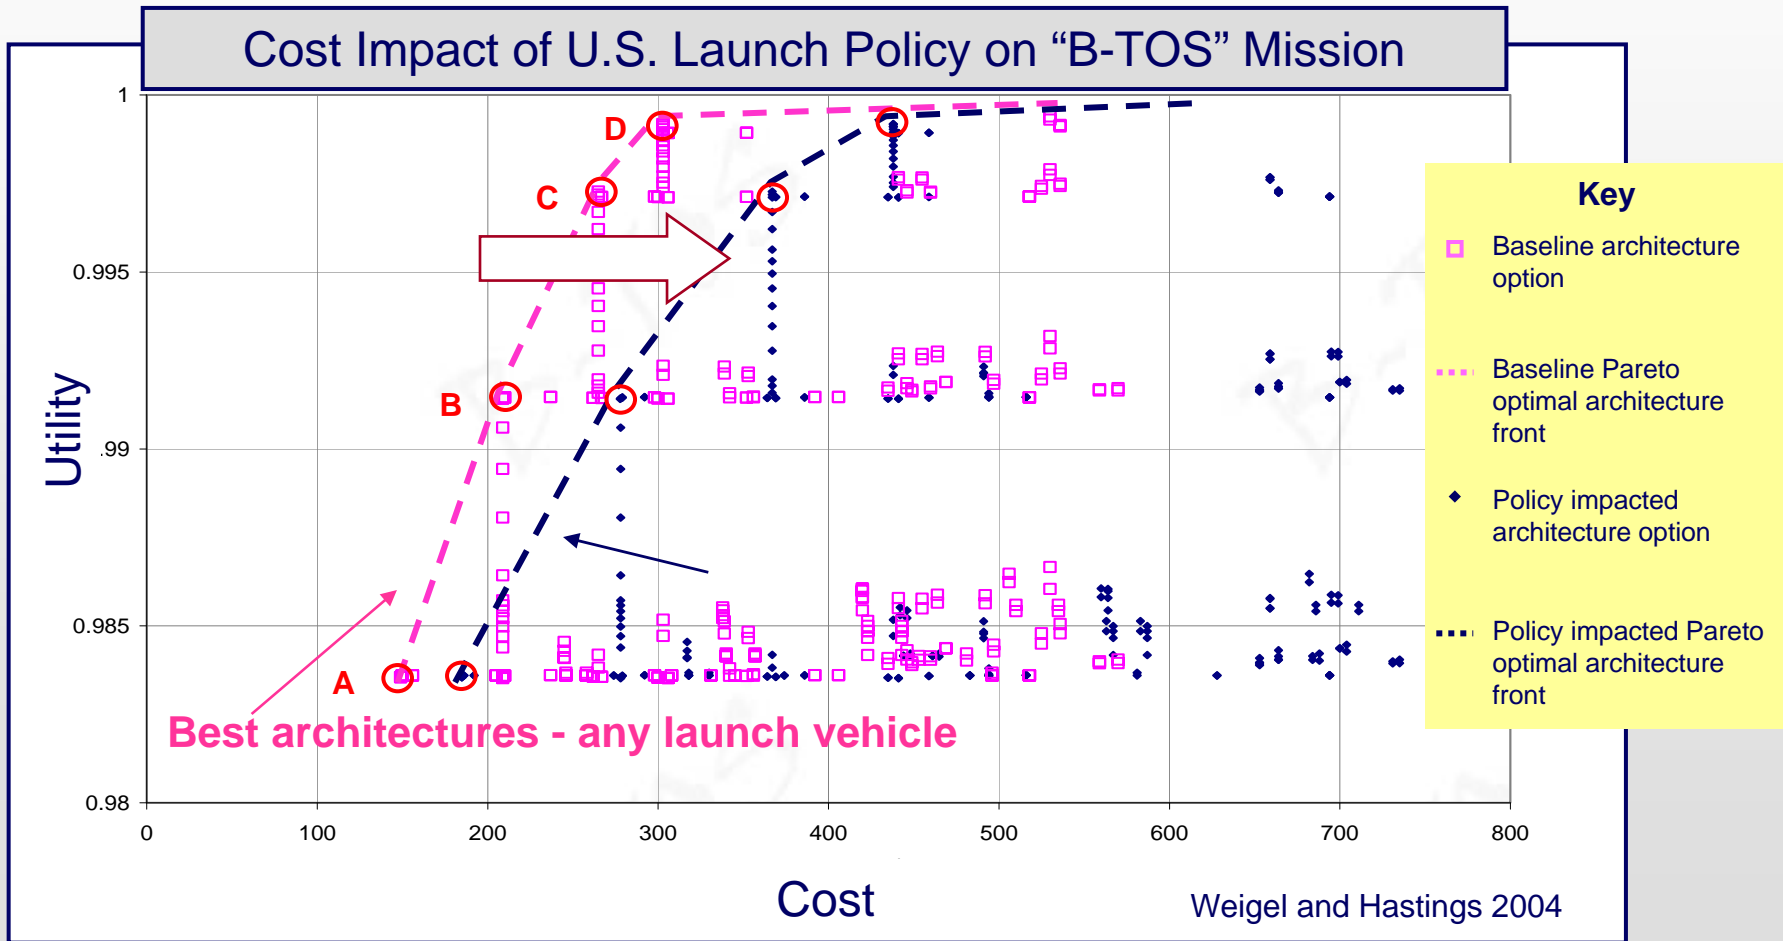 Cost Impact of U.S. Launch Policy on “B-TOS” Mission
1
0.995
.99
0.985
0.98
0
100
200
300
400
500
600
700
800
Utility
Cost
D
C
B
A
Best architectures - any launch vehicle
Key
Baseline architecture
option
Baseline Pareto
optimal architecture
front
Policy impacted
architecture option
Policy impacted Pareto
optimal architecture
front
Weigel and Hastings 2004